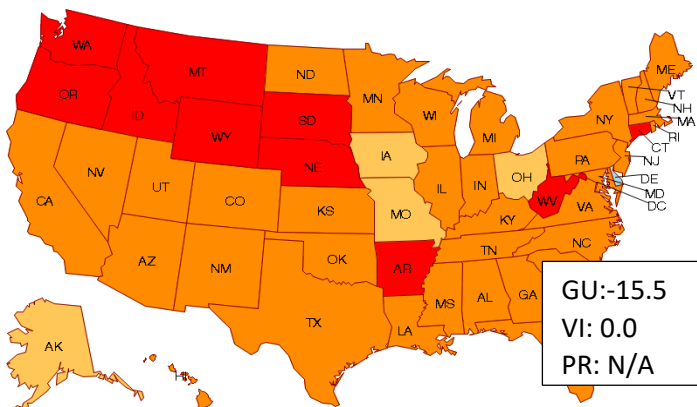 WA
MT
ND
ME
OR
MN
VT
ID
SD
WI
NH
WY
NY
MA
MI
RI
IA
CT
NE
PA
NJ
NV
OH
UT
IL
IN
DE
CA
CO
WV
MD
KS
MO
VA
DC
KY
NC
TN
OK
AZ
NM
AR
MS
AL
GA
TX
LA
AK
GU:-15.5
VI: 0.0
PR: N/A